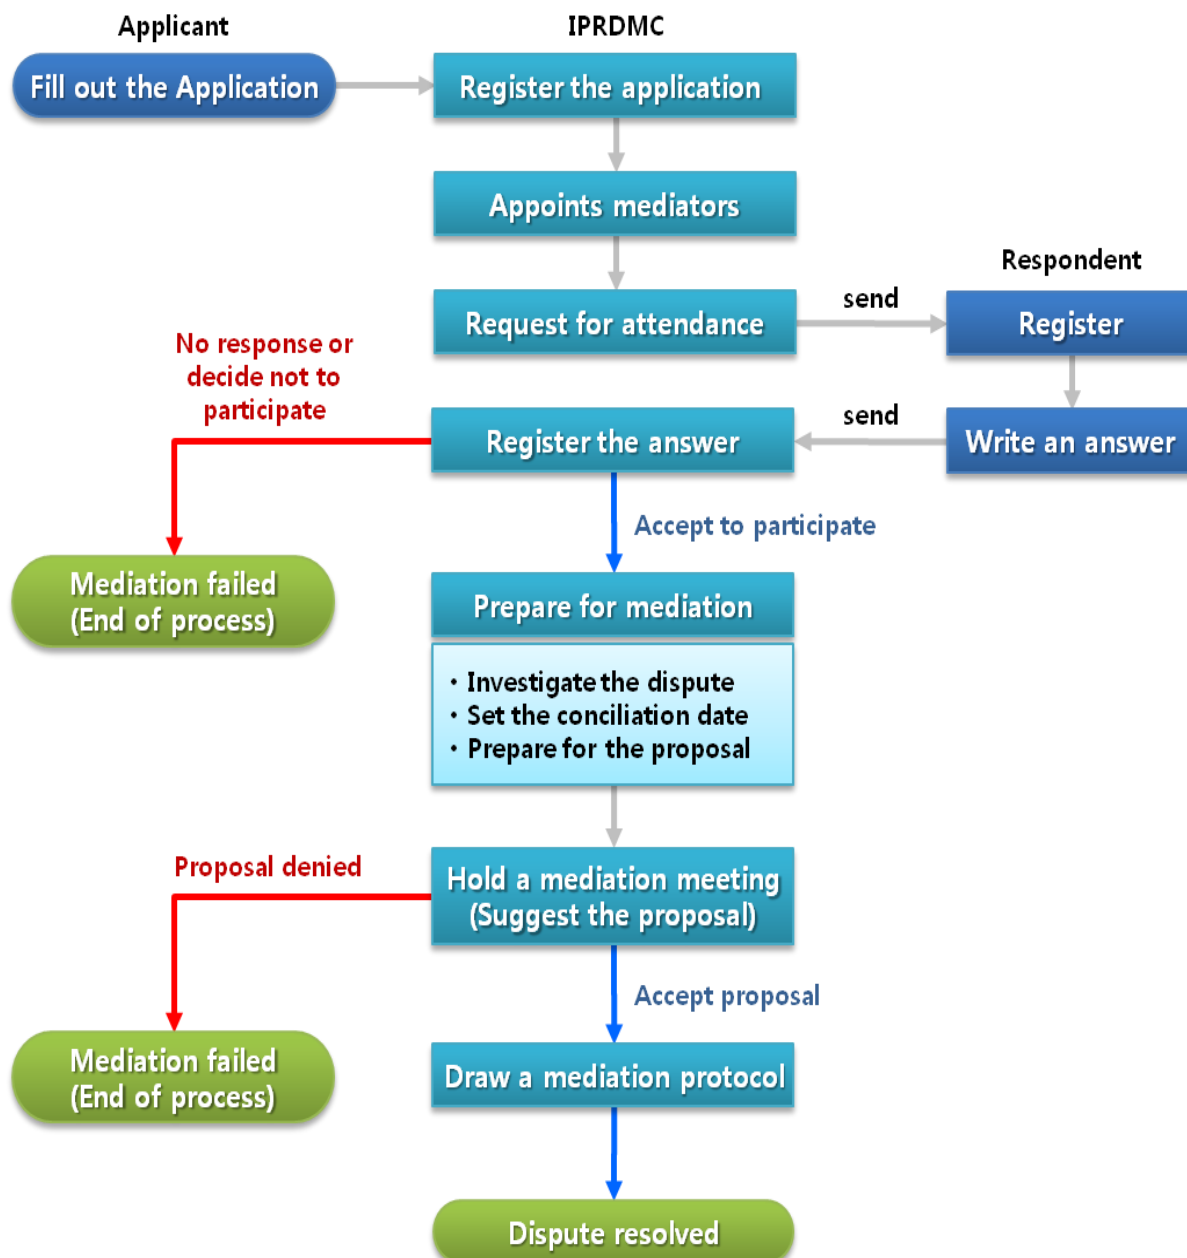 Applicant
IPRDMC
Fill out the Application
Register the application
Appoints mediators
Respondent
Request for attendance
send
Register
No response or
decide not to
participate
Register the answer
send
Write an answer
Accept to participate
Mediation failed
(End of process)
Prepare for mediation
・Investigate the dispute
・Set the conciliation date
・Prepare for the proposal
Proposal denied
Hold a mediation meeting
(Suggest the proposal)
Accept proposal
Mediation failed
(End of process)
Draw a mediation protocol
Dispute resolved